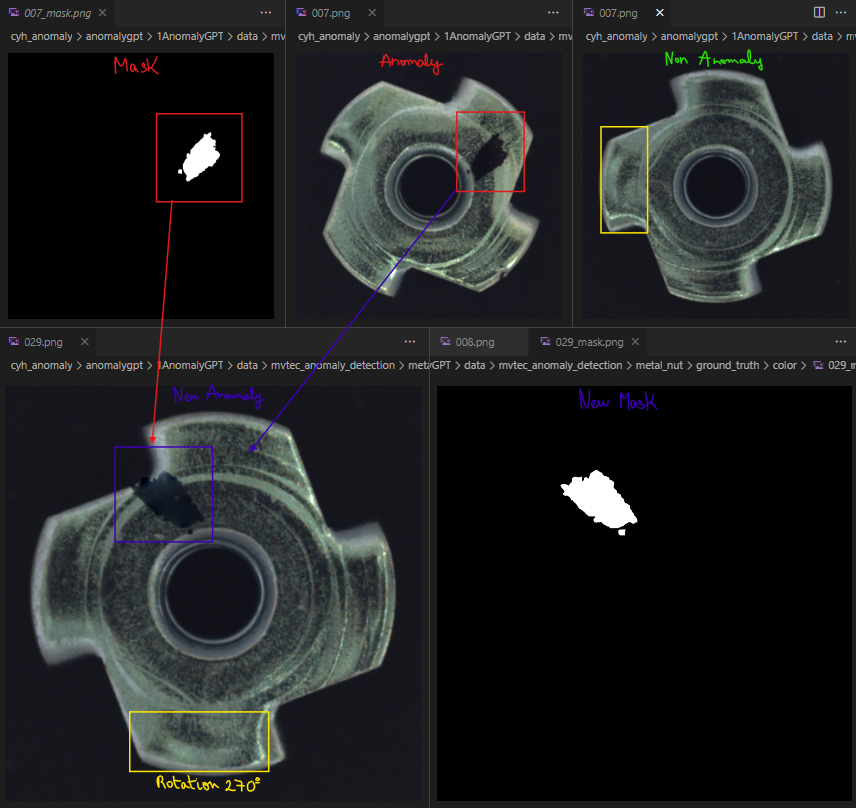 007_mask.png
007.png
007.png
cyh_anomaly > anomalygpt > 1AnomalyGPT > data > mv
cyh_anomaly > anomalygpt > 1AnomalyGPT > data > mv
cyh_anomaly > anomalygpt > 1AnomalyGPT > data > m
Mask
Anomaly
Non Anomaly
029.png
008.png
029_mask.png
cyh_anomaly > anomalygpt > 1AnomalyGPT > data > mvtec_anomaly_detection > meta
GPT > data > mvtec_anomaly_detection > metal_nut > ground_truth > color > 029_m
New Anomaly
New Mask
Rotation 270°